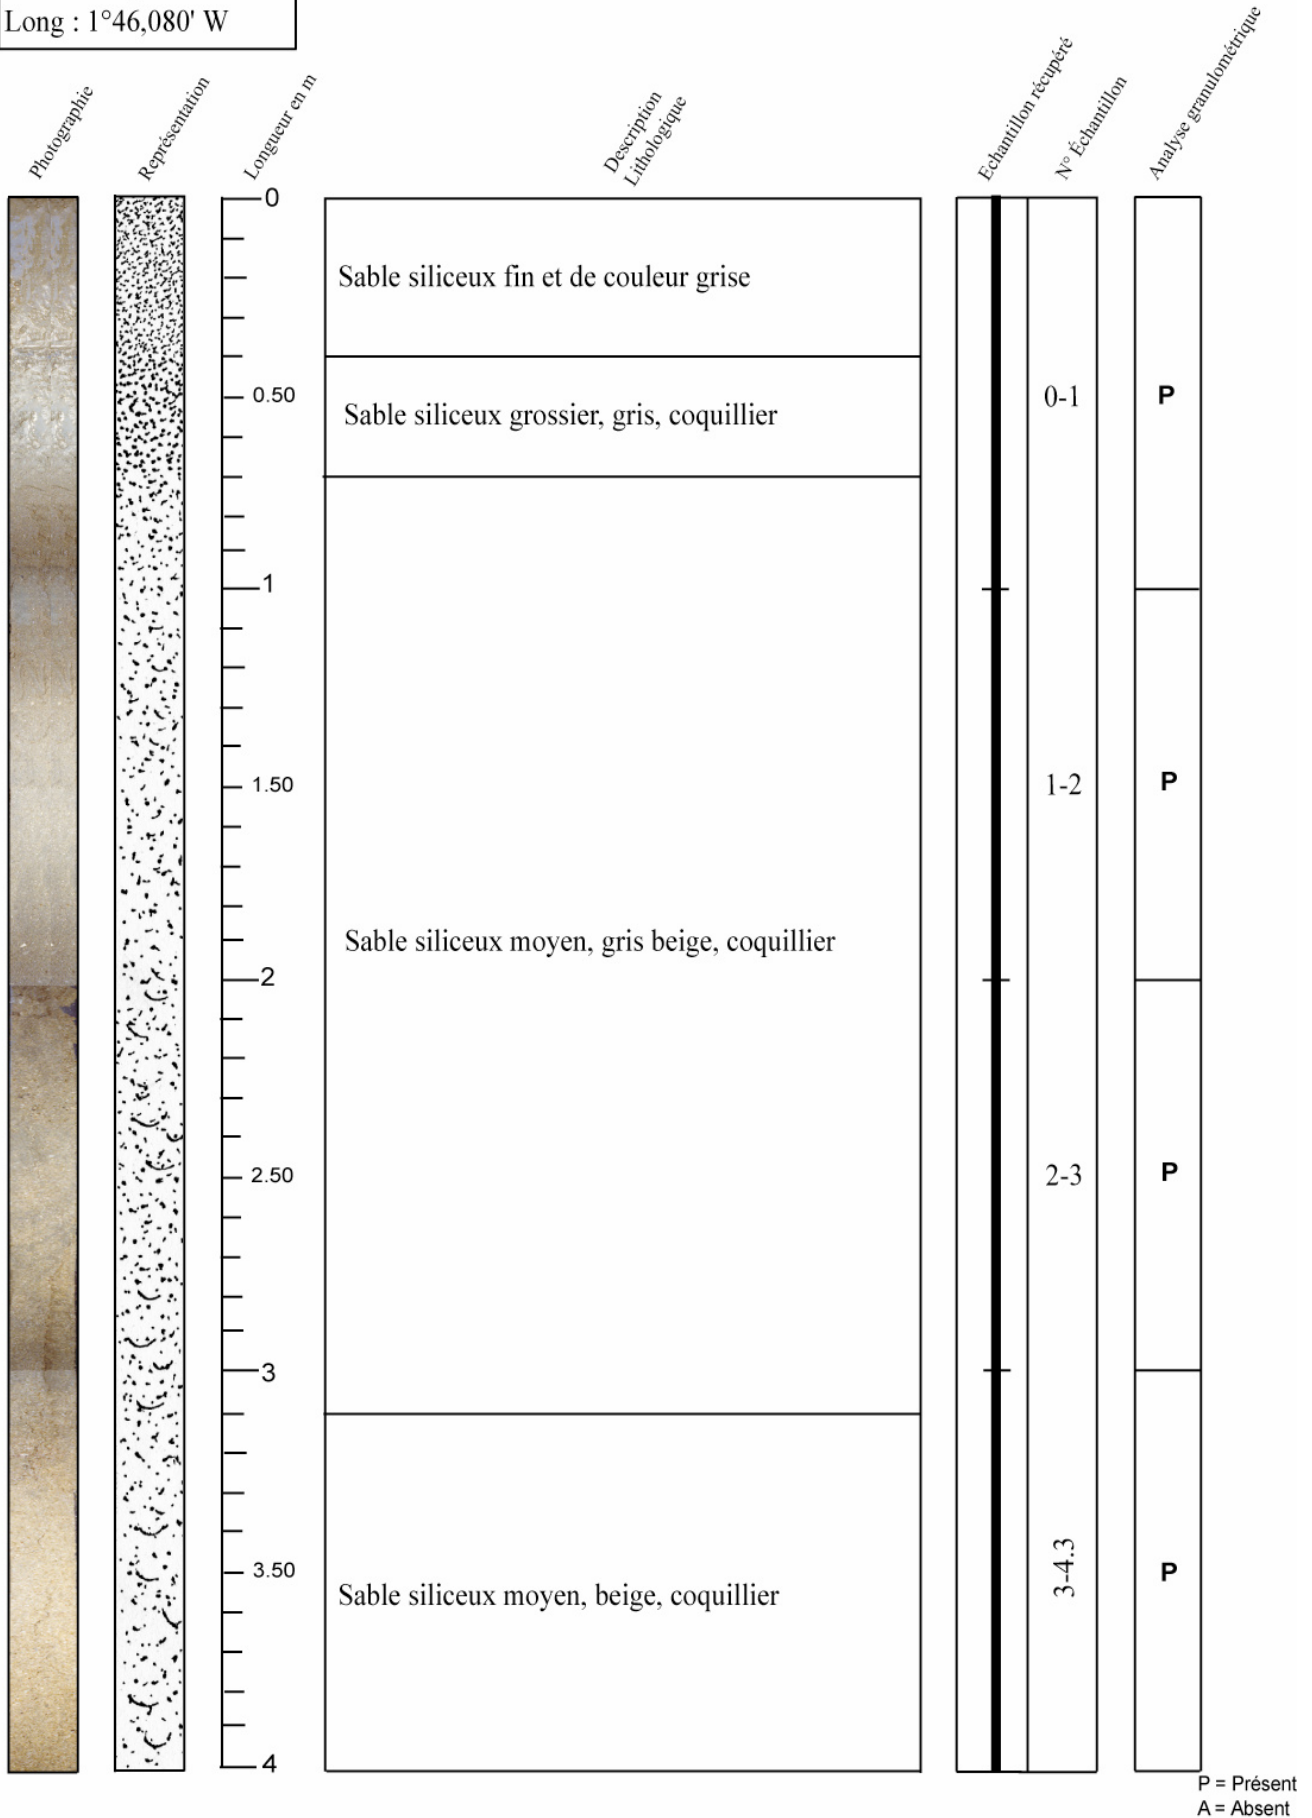 Long : 1°46,080' W
Photographie
Représentation
Longueur en m
Description
Lithologique
Echantillon récupéré
N° Échantillon
Analyse granulométrique
0
Sable siliceux fin et de couleur grise
0.50
0-1
P
Sable siliceux grossier, gris, coquillier
1
1.50
1-2
P
Sable siliceux moyen, gris beige, coquillier
2
2.50
2-3
P
3
3.50
3-4.3
P
Sable siliceux moyen, beige, coquillier
4
P = Présent
A = Absent